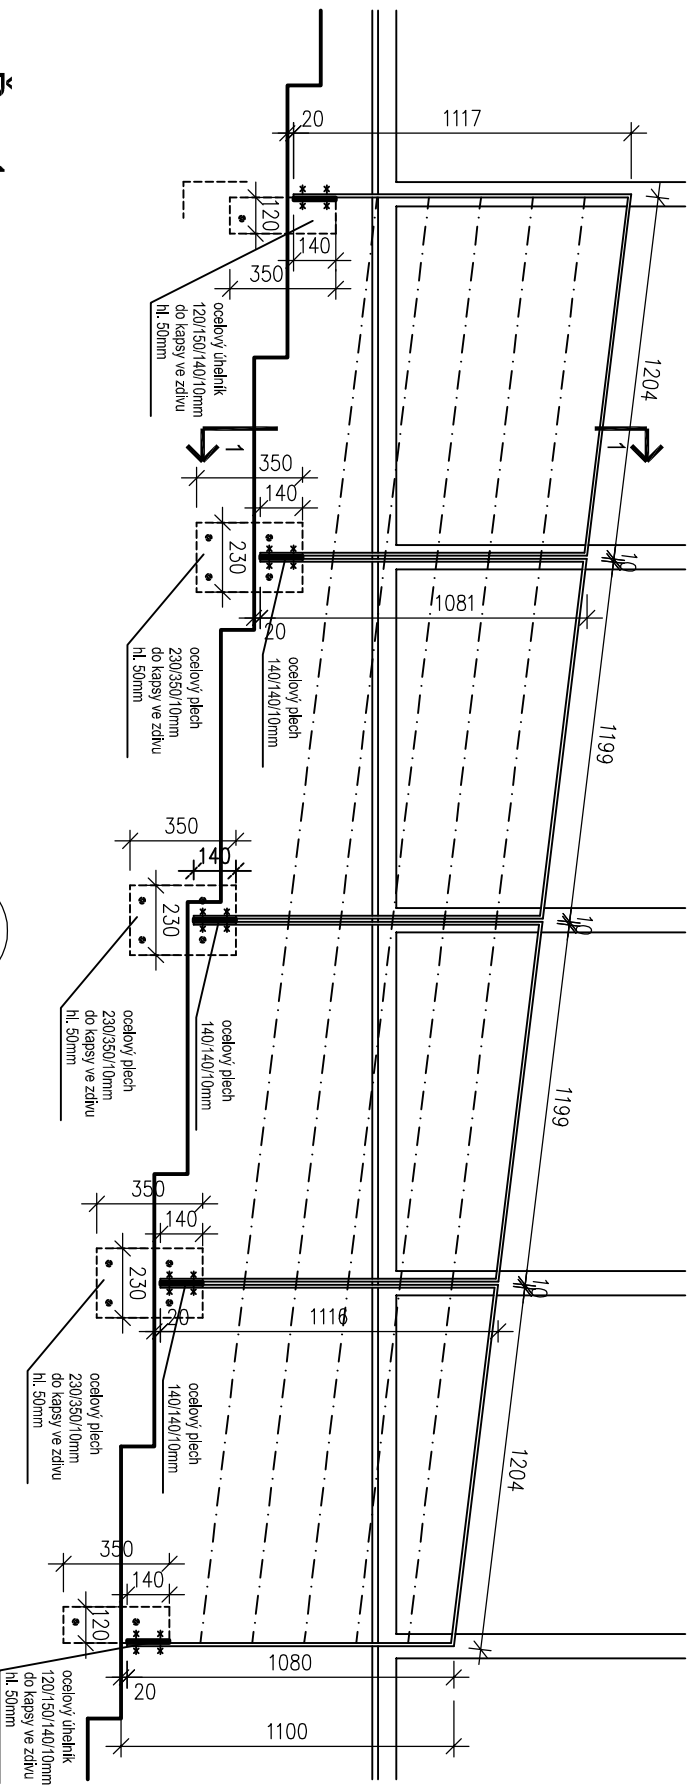 20
1117
120
140
350
1204
ocelový úhelník
120/150/140/10mm
do kapsy ve zdivu
hl. 50mm
1
1
350
140
230
10
1081
20
ocelový plech
140/140/10mm
ocelový plech
230/350/10mm
do kapsy ve zdivu
hl. 50mm
1199
350
140
230
10
ocelový plech
140/140/10mm
ocelový plech
230/350/10mm
do kapsy ve zdivu
hl. 50mm
1199
350
140
230
10
20
1116
ocelový plech
140/140/10mm
ocelový plech
230/350/10mm
do kapsy ve zdivu
hl. 50mm
1204
350
140
120
1080
20
1100
ocelový úhelník
120/150/140/10mm
do kapsy ve zdivu
hl. 50mm